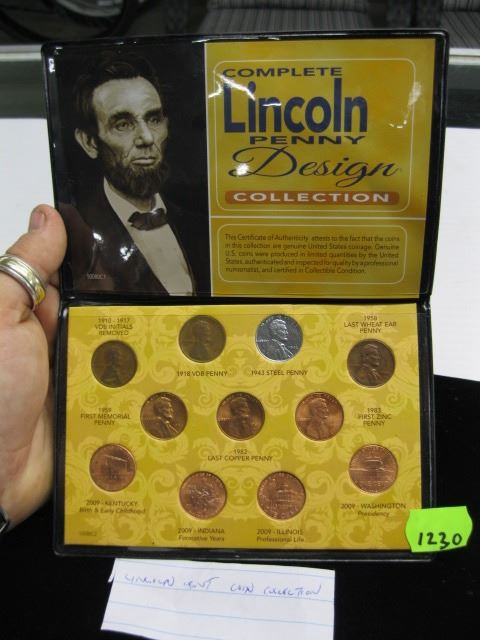 COMPLETE
Lincoln
PENNY
Design
COLLECTION
This Certificate of Authenticity attests to the fact that the coins
in this collection are genuine United States coinage. Genuine
U.S. coins were produced in limited quantities by the United
States, authenticated and inspected for quality by a professional
numismatist, and certified in Collectible Condition.
1910 - 1917
VDB INITIALS
REMOVED
1918 VDB PENNY
1943 STEEL PENNY
1958
LAST WHEAT EAR
PENNY
1959
FIRST MEMORIAL
PENNY
1982
LAST COPPER PENNY
1983
FIRST ZINC
PENNY
2009 - KENTUCKY
Birth & Early Childhood
2009 - INDIANA
Formative Years
2009 - ILLINOIS
Professional Life
2009 - WASHINGTON
Presidency
1230
LINCOLN MINT COIN COLLECTION